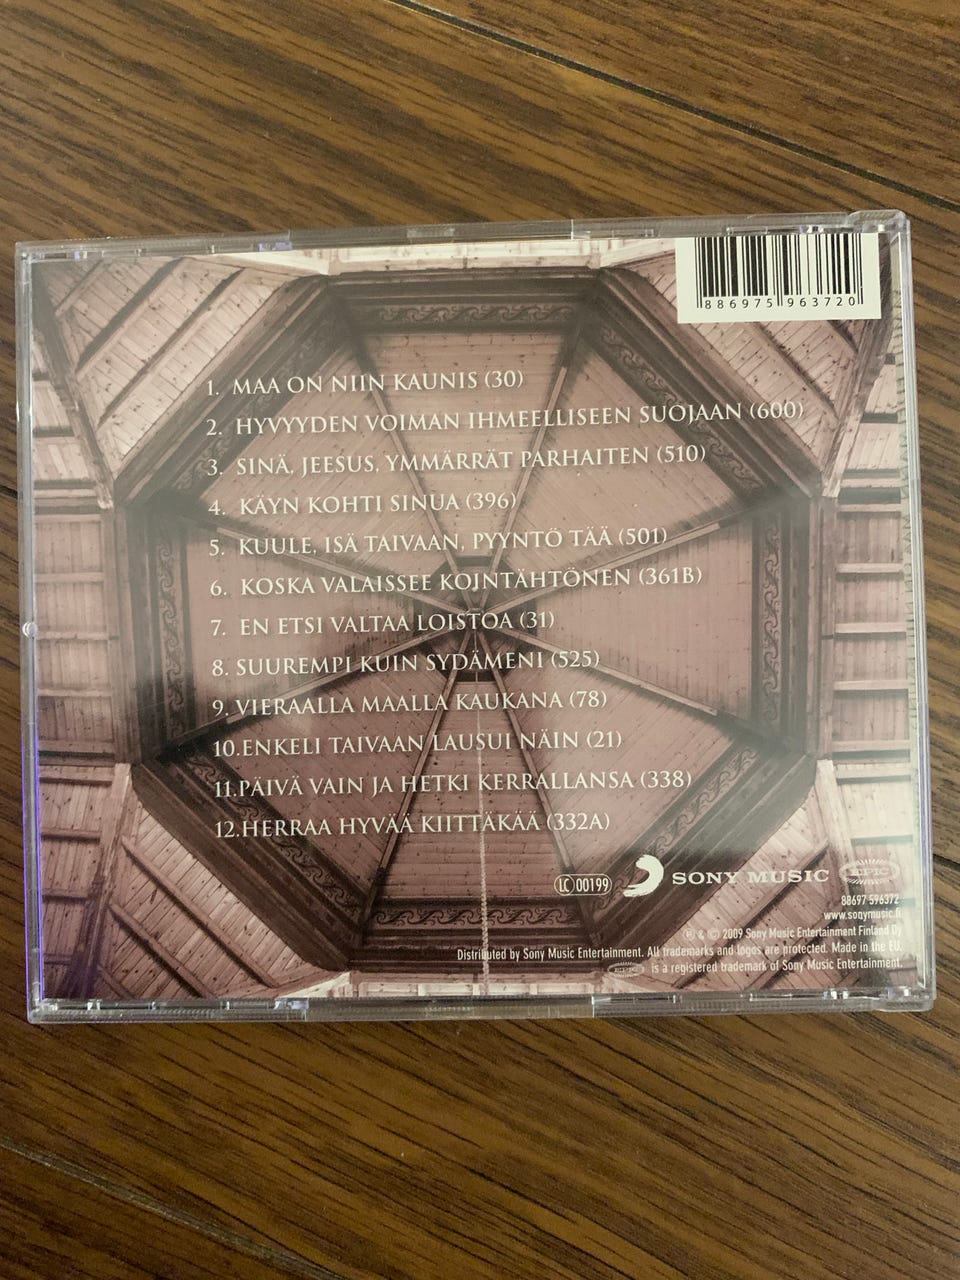 886975 963720
1. MAA ON NIIN KAUNIS (30)
2. HYVYYDEN VOIMAN IHMEELLISEEN SUOJAAN (600)
3. SINÄ, JEESUS, YMMÄRRÄT PARHAITEN (510)
4. KÄYN KOHTI SINUA (396)
5. KUULE, ISÄ TAIVAAN, PYYNTÖ TÄÄ (501)
6. KOSKA VALAISSEE KOINTÄHTÖNEN (361B)
7. EN ETSI VALTAA LOISTOA (31)
8. SUUREMPI KUIN SYDÄMENI (525)
9. VIERAALLA MAALLA KAUKANA (78)
10.ENKELI TAIVAAN LAUSUI NÄIN (21)
11.PÄIVÄ VAIN JA HETKI KERRALLANSA (338)
12.HERRAA HYVÄÄ KIITTÄKÄÄ (332A)
LC 00199 SONY MUSIC EPIC
88697 596372
www.sonymusic.fi
℗ & © 2009 Sony Music Entertainment Finland Oy
Distributed by Sony Music Entertainment. All trademarks and logos are protected. Made in the EU.
EPIC is a registered trademark of Sony Music Entertainment.